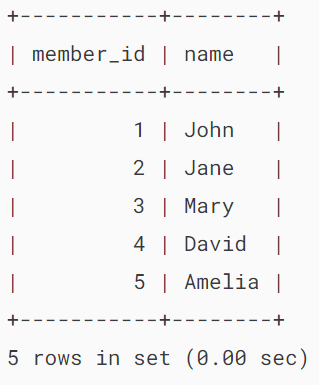 +-----------+--------+
| member_id | name   |
+-----------+--------+
|         1 | John   |
|         2 | Jane   |
|         3 | Mary   |
|         4 | David  |
|         5 | Amelia |
+-----------+--------+
5 rows in set (0.00 sec)